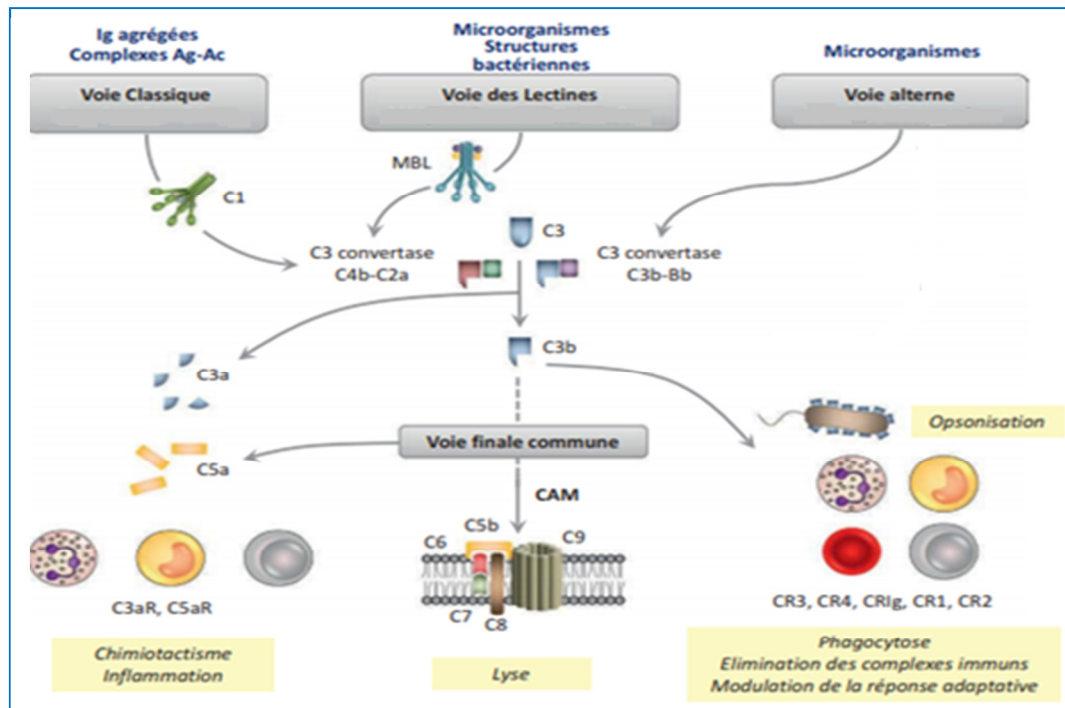 Ig agrégées
Complexes Ag-Ac
Microorganismes
Structures
bactériennes
Microorganismes
Voie Classique
Voie des Lectines
Voie alterne
MBL
C1
C3
C3 convertase
C4b-C2a
C3 convertase
C3b-Bb
C3b
C3a
Opsonisation
Voie finale commune
C5a
CAM
C5b
C6
C9
C7
C8
C3aR, C5aR
CR3, CR4, CRIg, CR1, CR2
Chimiotactisme
Inflammation
Lyse
Phagocytose
Elimination des complexes immuns
Modulation de la réponse adaptative